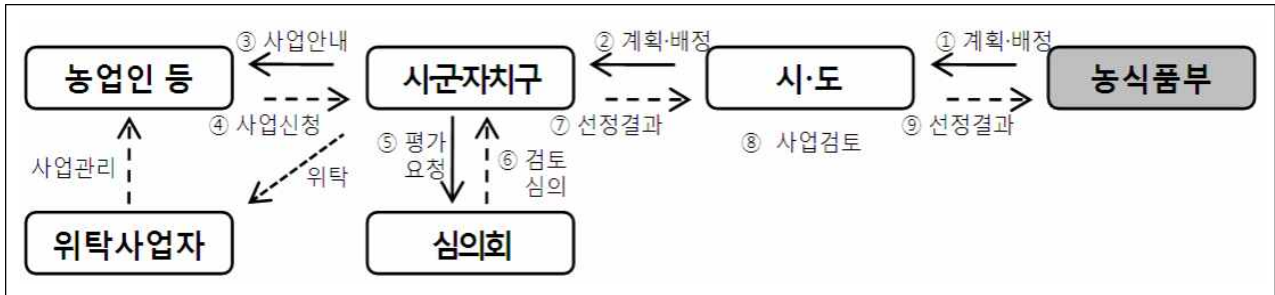 ③ 사업안내
② 계획·배정
① 계획·배정
농업인 등
시·군·자치구
시·도
농식품부
④ 사업신청
⑦ 선정결과
⑨ 선정결과
⑤ 평가
요청
⑥ 검토
심의
⑧ 사업검토
사업관리
위탁
위탁사업자
심의회